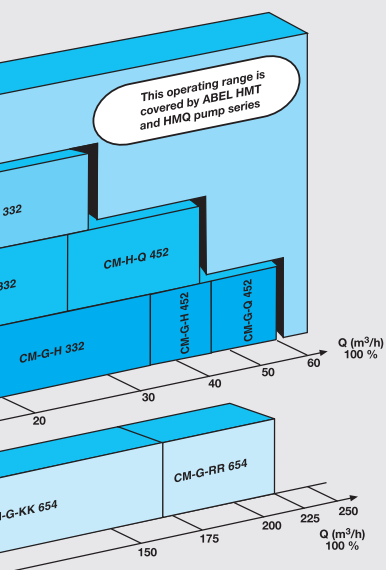 This operating range is
covered by ABEL HMT
and HMQ pump series
332
332
CM-H-Q 452
CM-G-H 332
CM-G-H 452
CM-G-Q 452
20
30
40
50
60
Q (m³/h)
100 %
-G-KK 654
CM-G-RR 654
150
175
200
225
250
Q (m³/h)
100 %